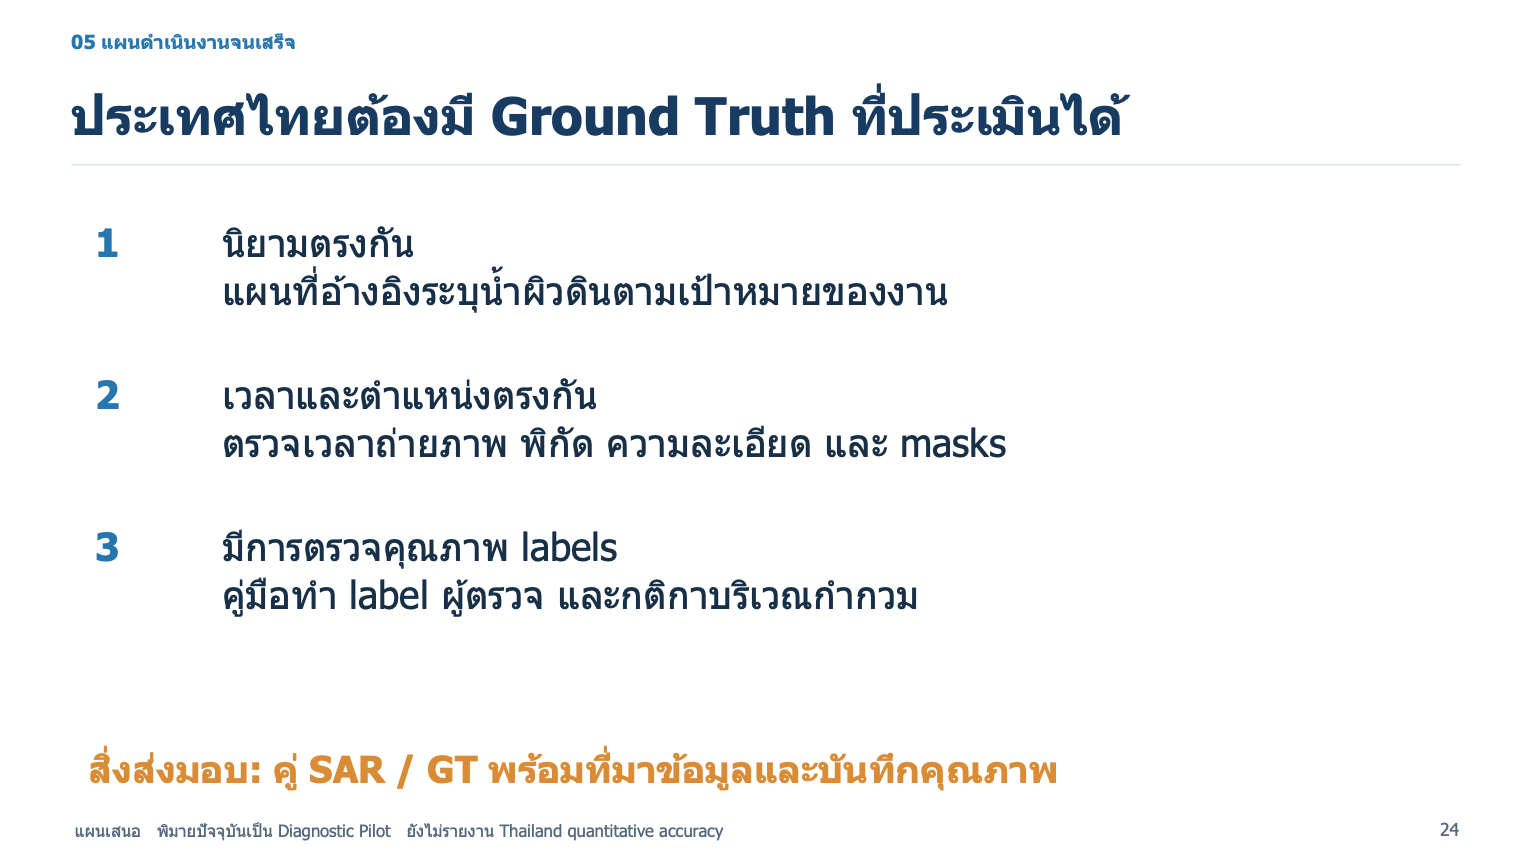 05 แผนดำเนินงานจนเสร็จ
ประเทศไทยต้องมี Ground Truth ที่ประเมินได้
1 นิยามตรงกัน
แผนที่อ้างอิงระบุน้ำผิวดินตามเป้าหมายของงาน
2 เวลาและตำแหน่งตรงกัน
ตรวจเวลาถ่ายภาพ พิกัด ความละเอียด และ masks
3 มีการตรวจคุณภาพ labels
คู่มือทำ label ผู้ตรวจ และกติกาบริเวณกำกวม
สิ่งส่งมอบ: คู่ SAR / GT พร้อมที่มาข้อมูลและบันทึกคุณภาพ
แผนเสนอ พิมายปัจจุบันเป็น Diagnostic Pilot ยังไม่รายงาน Thailand quantitative accuracy 24